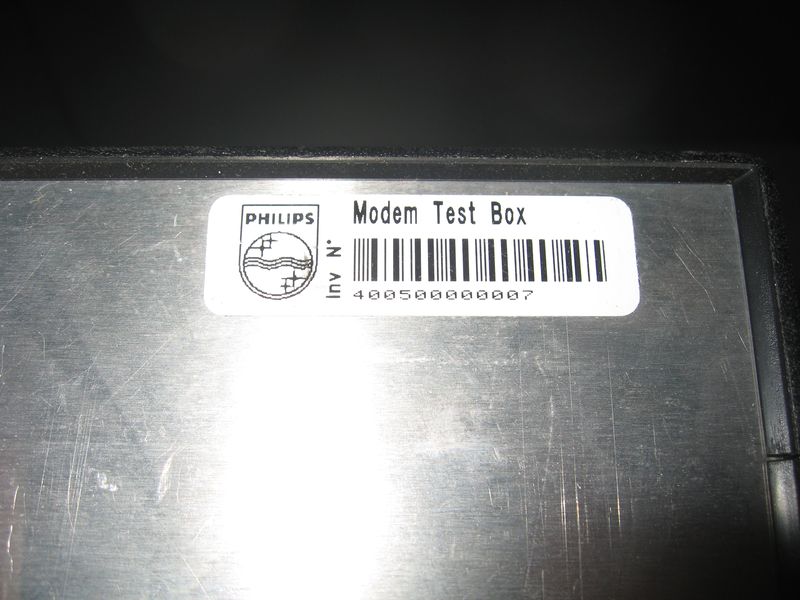 PHILIPS
Modem Test Box
Inv N°
400500000007